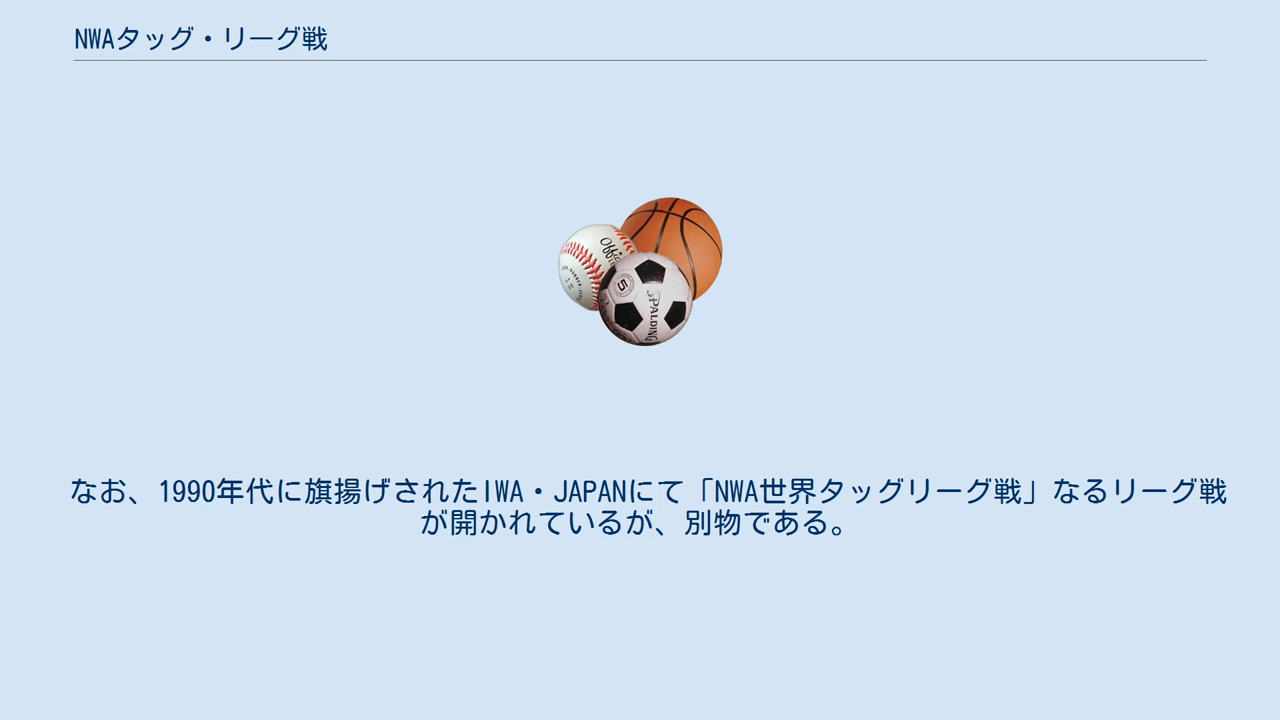 NWAタッグ・リーグ戦
Offi
5
SPALDING
なお、1990年代に旗揚げされたIWA・JAPANにて「NWA世界タッグリーグ戦」なるリーグ戦
が開かれているが、別物である。